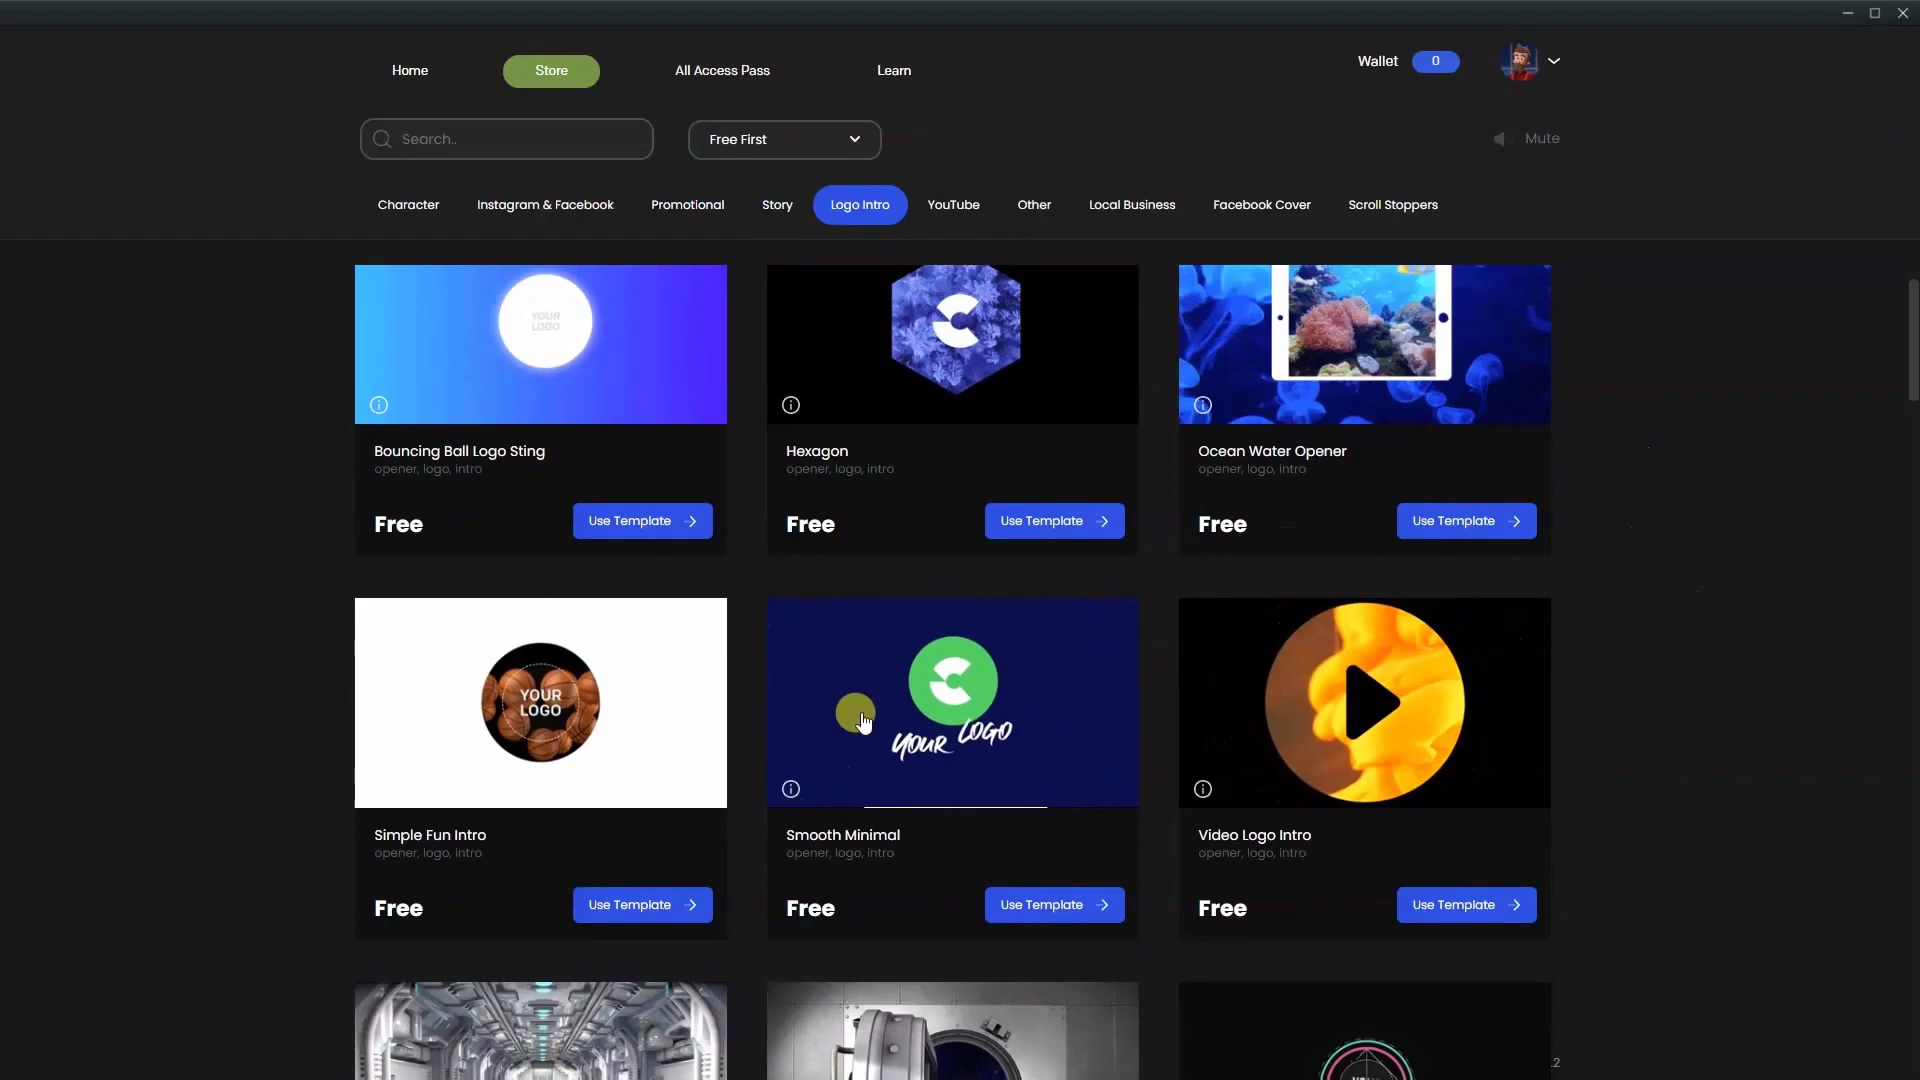 Home
Store
All Access Pass
Learn
Wallet
0
Search..
Free First
Mute
Character
Instagram & Facebook
Promotional
Story
Logo Intro
YouTube
Other
Local Business
Facebook Cover
Scroll Stoppers
YOUR
LOGO
Bouncing Ball Logo Sting
opener, logo, intro
Free
Use Template
Hexagon
opener, logo, intro
Free
Use Template
Ocean Water Opener
opener, logo, intro
Free
Use Template
YOUR
LOGO
Simple Fun Intro
opener, logo, intro
Free
Use Template
YOUR LOGO
Smooth Minimal
opener, logo, intro
Free
Use Template
Video Logo Intro
opener, logo, intro
Free
Use Template